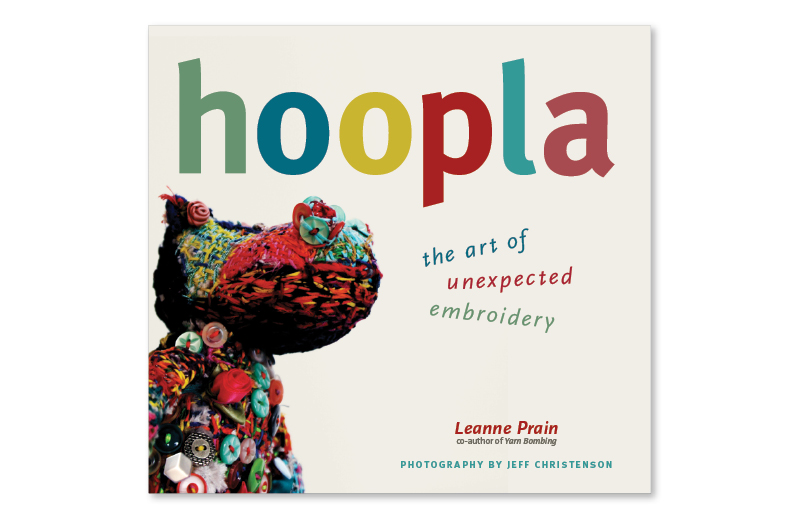 hoopla
the art of
unexpected
embroidery
Leanne Prain
co-author of Yarn Bombing
PHOTOGRAPHY BY JEFF CHRISTENSON